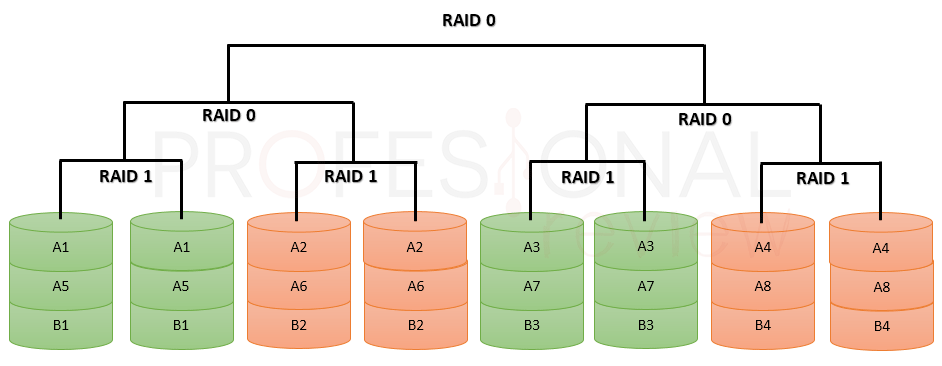 RAID 0
RAID 0
RAID 0
RAID 1
RAID 1
RAID 1
RAID 1
PROFESIONAL
review
A1 A1 A2 A2 A3 A3 A4 A4
A5 A5 A6 A6 A7 A7 A8 A8
B1 B1 B2 B2 B3 B3 B4 B4